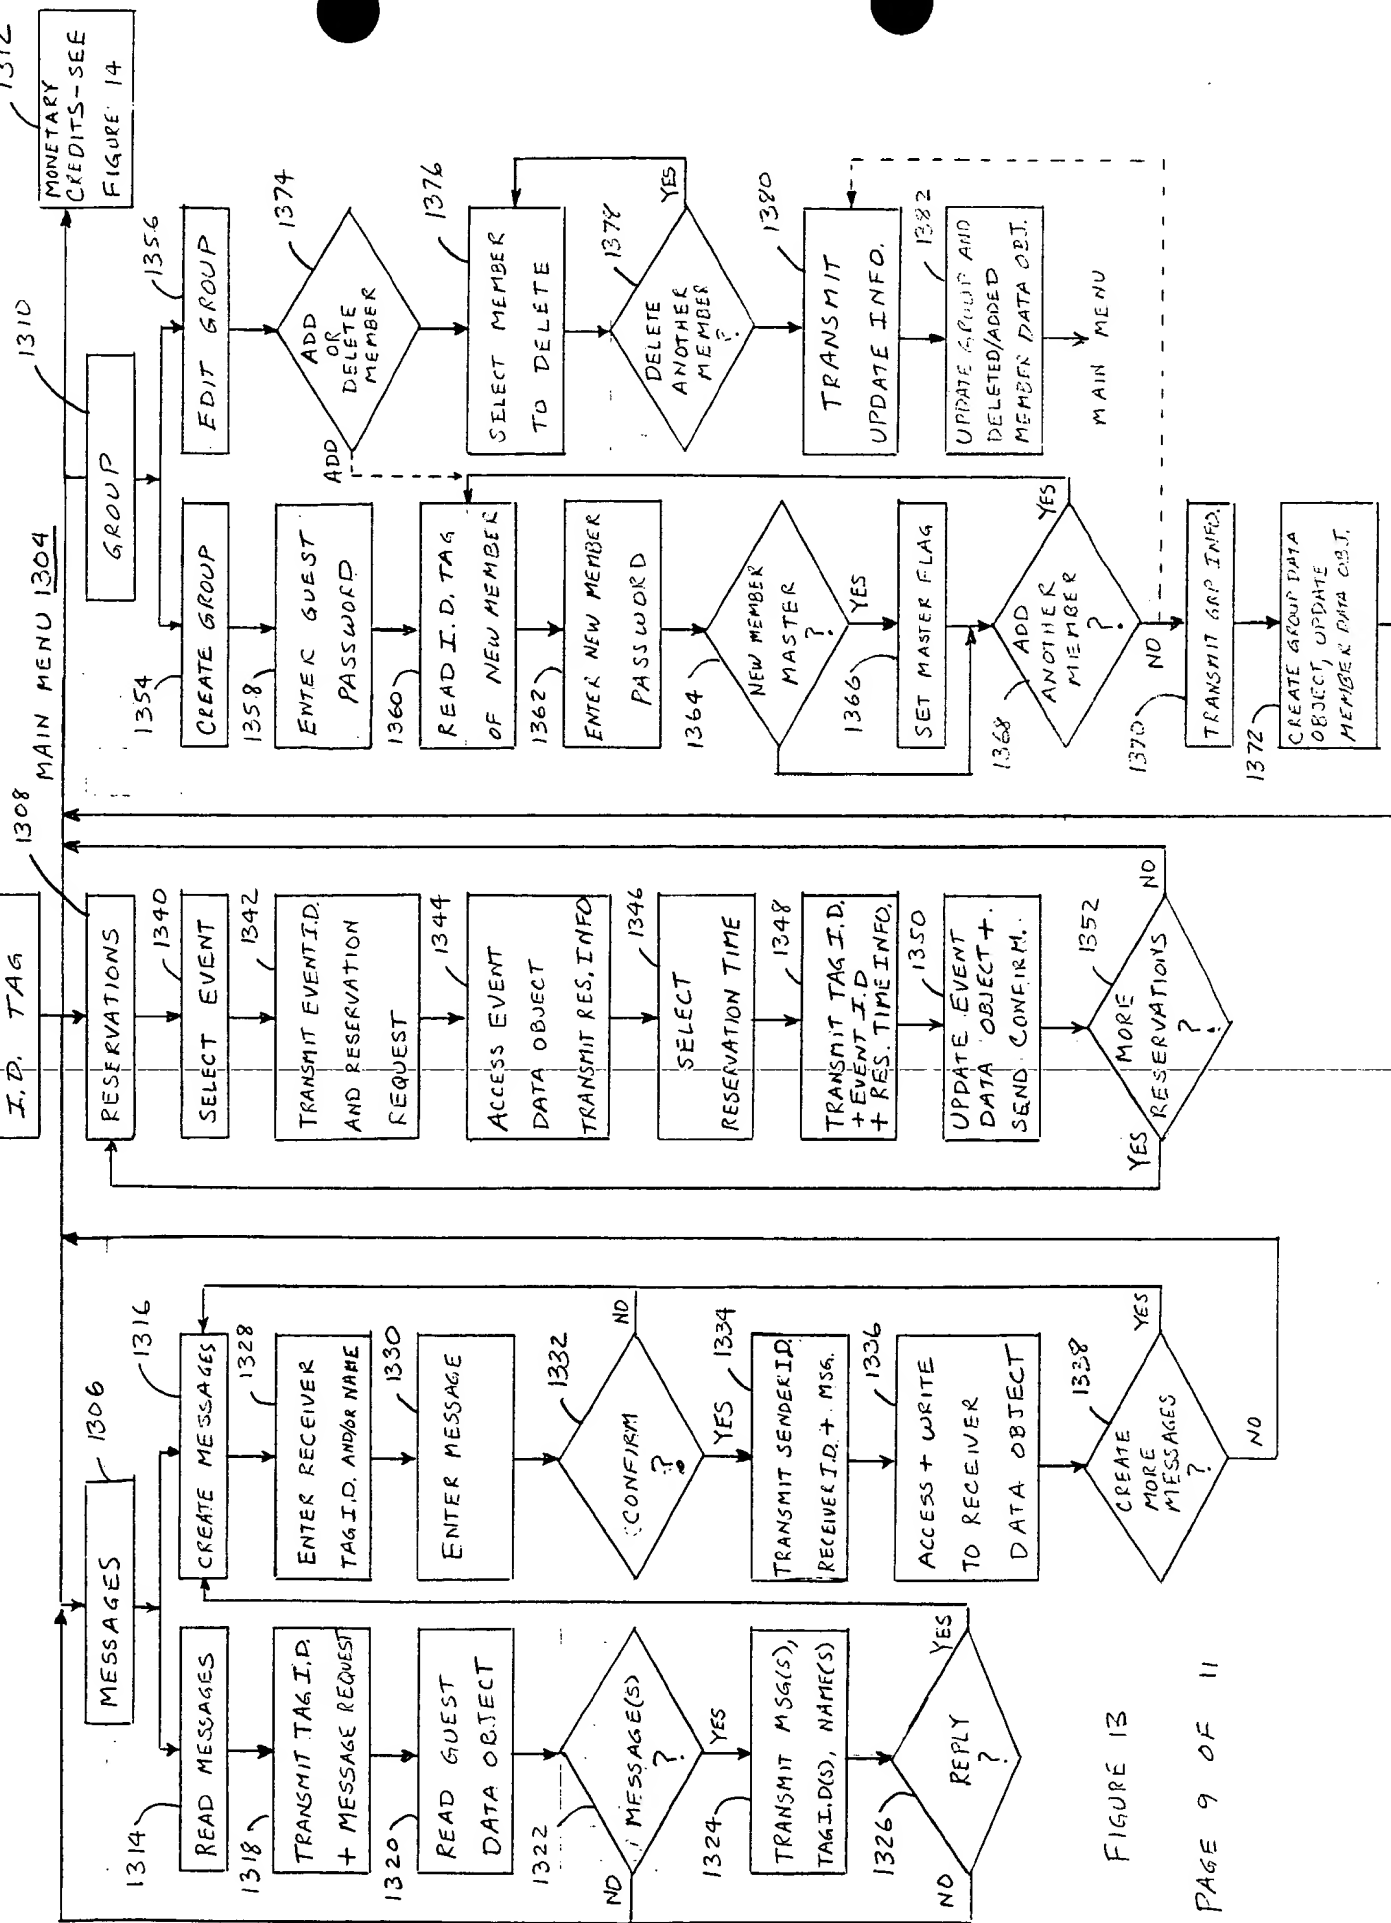 I.D. TAG
MAIN MENU 1304
1306
MESSAGES
1314
READ MESSAGES
1318
TRANSMIT TAG I.D.
+ MESSAGE REQUEST
1320
READ GUEST
DATA OBJECT
1322
MESSAGE(S)
?
NO
YES
1324
TRANSMIT MSG(S),
TAG I.D(S), NAME(S)
1326
REPLY
?
NO
YES
1316
CREATE MESSAGES
1328
ENTER RECEIVER
TAG I.D. AND/OR NAME
1330
ENTER MESSAGE
1332
CONFIRM
?
NO
YES
1334
TRANSMIT SENDER I.D.
RECEIVER I.D. + MSG.
1336
ACCESS + WRITE
TO RECEIVER
DATA OBJECT
1338
CREATE
MORE
MESSAGES
?
YES
NO
1308
RESERVATIONS
1340
SELECT EVENT
1342
TRANSMIT EVENT I.D.
AND RESERVATION
REQUEST
1344
ACCESS EVENT
DATA OBJECT
TRANSMIT RES. INFO
1346
SELECT
RESERVATION TIME
1348
TRANSMIT TAG I.D.
+ EVENT I.D
+ RES. TIME INFO.
1350
UPDATE EVENT
DATA OBJECT +
SEND CONFIRM.
1352
MORE
RESERVATIONS
?
YES
NO
1310
GROUP
1354
CREATE GROUP
1358
ENTER GUEST
PASSWORD
1360
READ I.D. TAG
OF NEW MEMBER
1362
ENTER NEW MEMBER
PASSWORD
1364
NEW MEMBER
MASTER
?
YES
1366
SET MASTER FLAG
1368
ADD
ANOTHER
MEMBER
?
YES
NO
1370
TRANSMIT GRP INFO.
1372
CREATE GROUP DATA
OBJECT, UPDATE
MEMBER DATA OBJ.
1356
EDIT GROUP
1374
ADD
OR
DELETE
MEMBER
ADD
1376
SELECT MEMBER
TO DELETE
1378
DELETE
ANOTHER
MEMBER
?
YES
1380
TRANSMIT
UPDATE INFO.
1382
UPDATE GROUP AND
DELETED/ADDED
MEMBER DATA OBJ.
MAIN MENU
1312
MONETARY
CREDITS-SEE
FIGURE 14
FIGURE 13
PAGE 9 OF 11